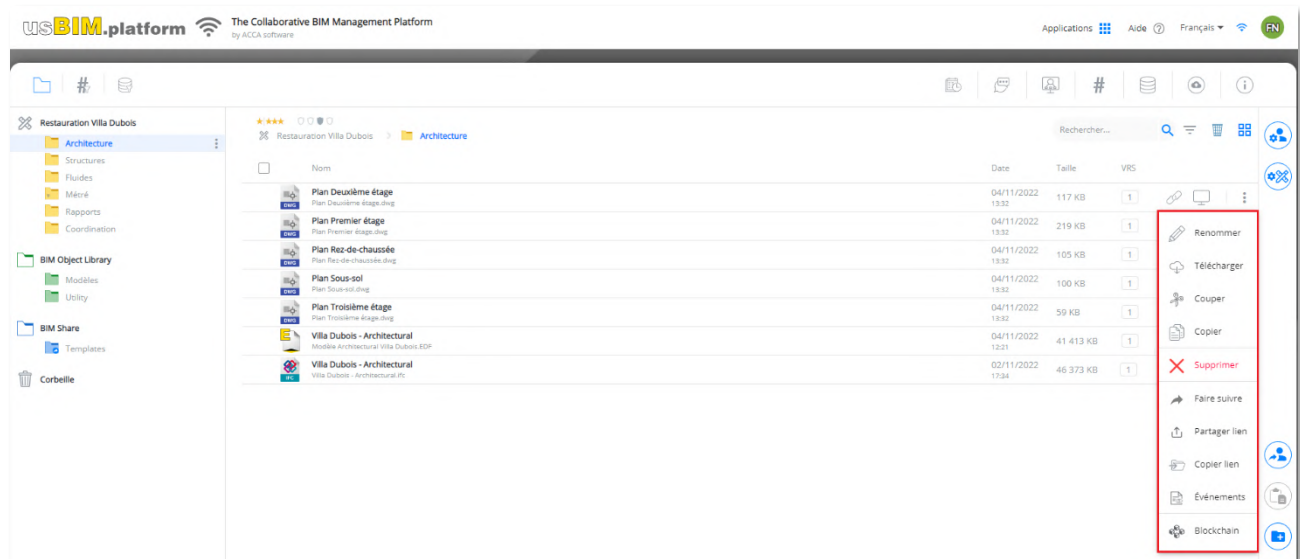 usBIM.platform
The Collaborative BIM Management Platform
by ACCA software
Applications
Aide
Français
FN
Restauration Villa Dubois
Architecture
Structures
Fluides
Métré
Rapports
Coordination
BIM Object Library
Modèles
Utility
BIM Share
Templates
Corbeille
Restauration Villa Dubois > Architecture
Rechercher...
Nom Date Taille VRS
Plan Deuxième étage 04/11/2022 117 KB 1
DWG Plan Deuxième étage.dwg 13:32
Plan Premier étage 04/11/2022 219 KB 1
DWG Plan Premier étage.dwg 13:32
Plan Rez-de-chaussée 04/11/2022 105 KB 1
DWG Plan Rez-de-chaussée.dwg 13:32
Plan Sous-sol 04/11/2022 100 KB 1
DWG Plan Sous-sol.dwg 13:32
Plan Troisième étage 04/11/2022 59 KB 1
DWG Plan Troisième étage.dwg 13:32
Villa Dubois - Architectural 04/11/2022 41 413 KB 1
Modèle Architectural Villa Dubois.EDF 12:21
Villa Dubois - Architectural 02/11/2022 46 373 KB 1
IFC Villa Dubois - Architectural.ifc 17:34
Renommer
Télécharger
Couper
Copier
Supprimer
Faire suivre
Partager lien
Copier lien
Événements
Blockchain